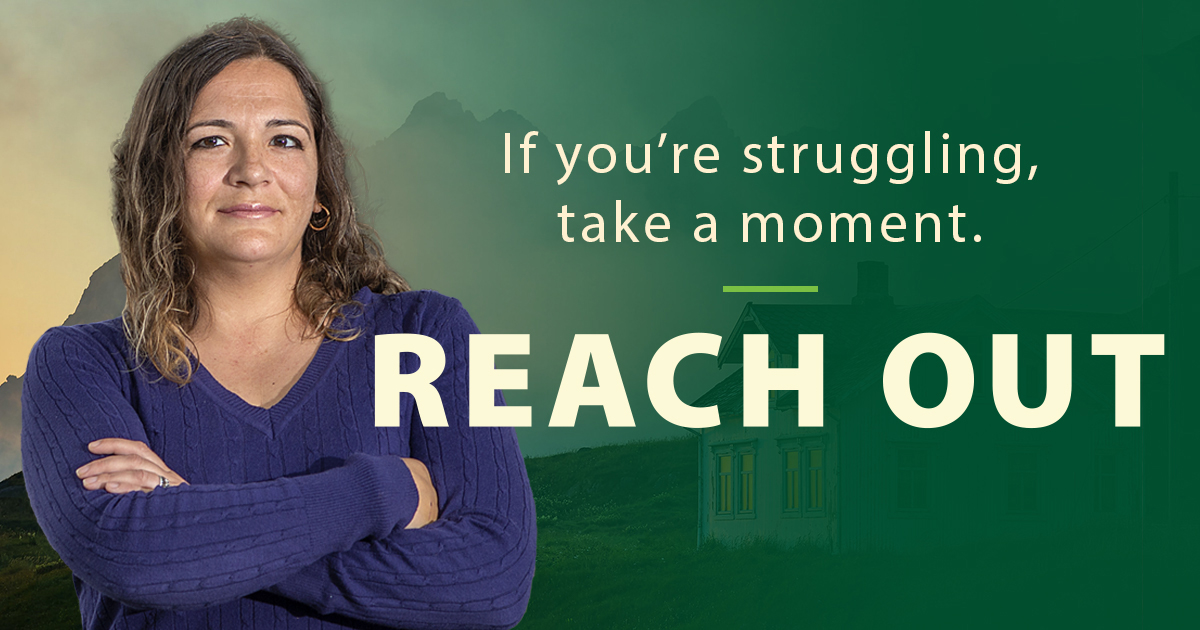 If you’re struggling,
take a moment.
REACH OUT